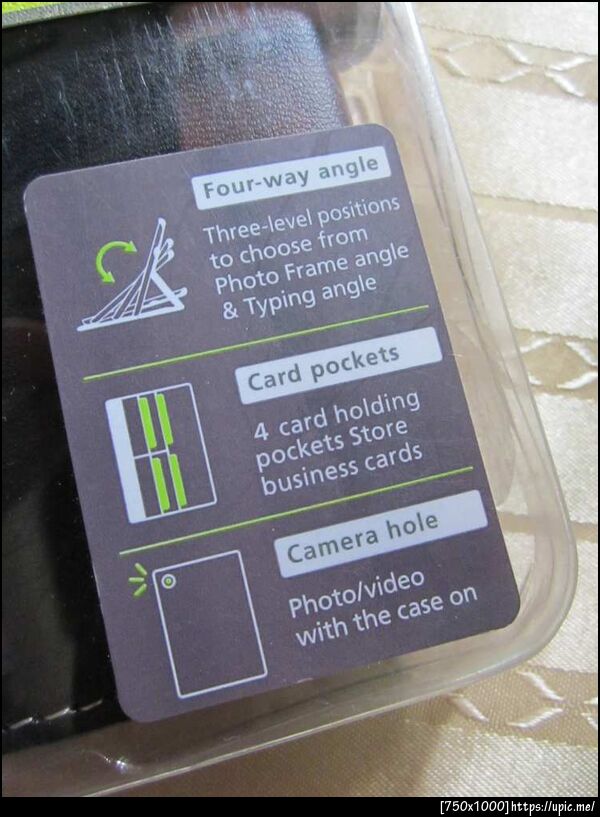 Four-way angle
Three-level positions
to choose from
Photo Frame angle
& Typing angle
Card pockets
4 card holding
pockets Store
business cards
Camera hole
Photo/video
with the case on
[750x1000]https://upic.me/